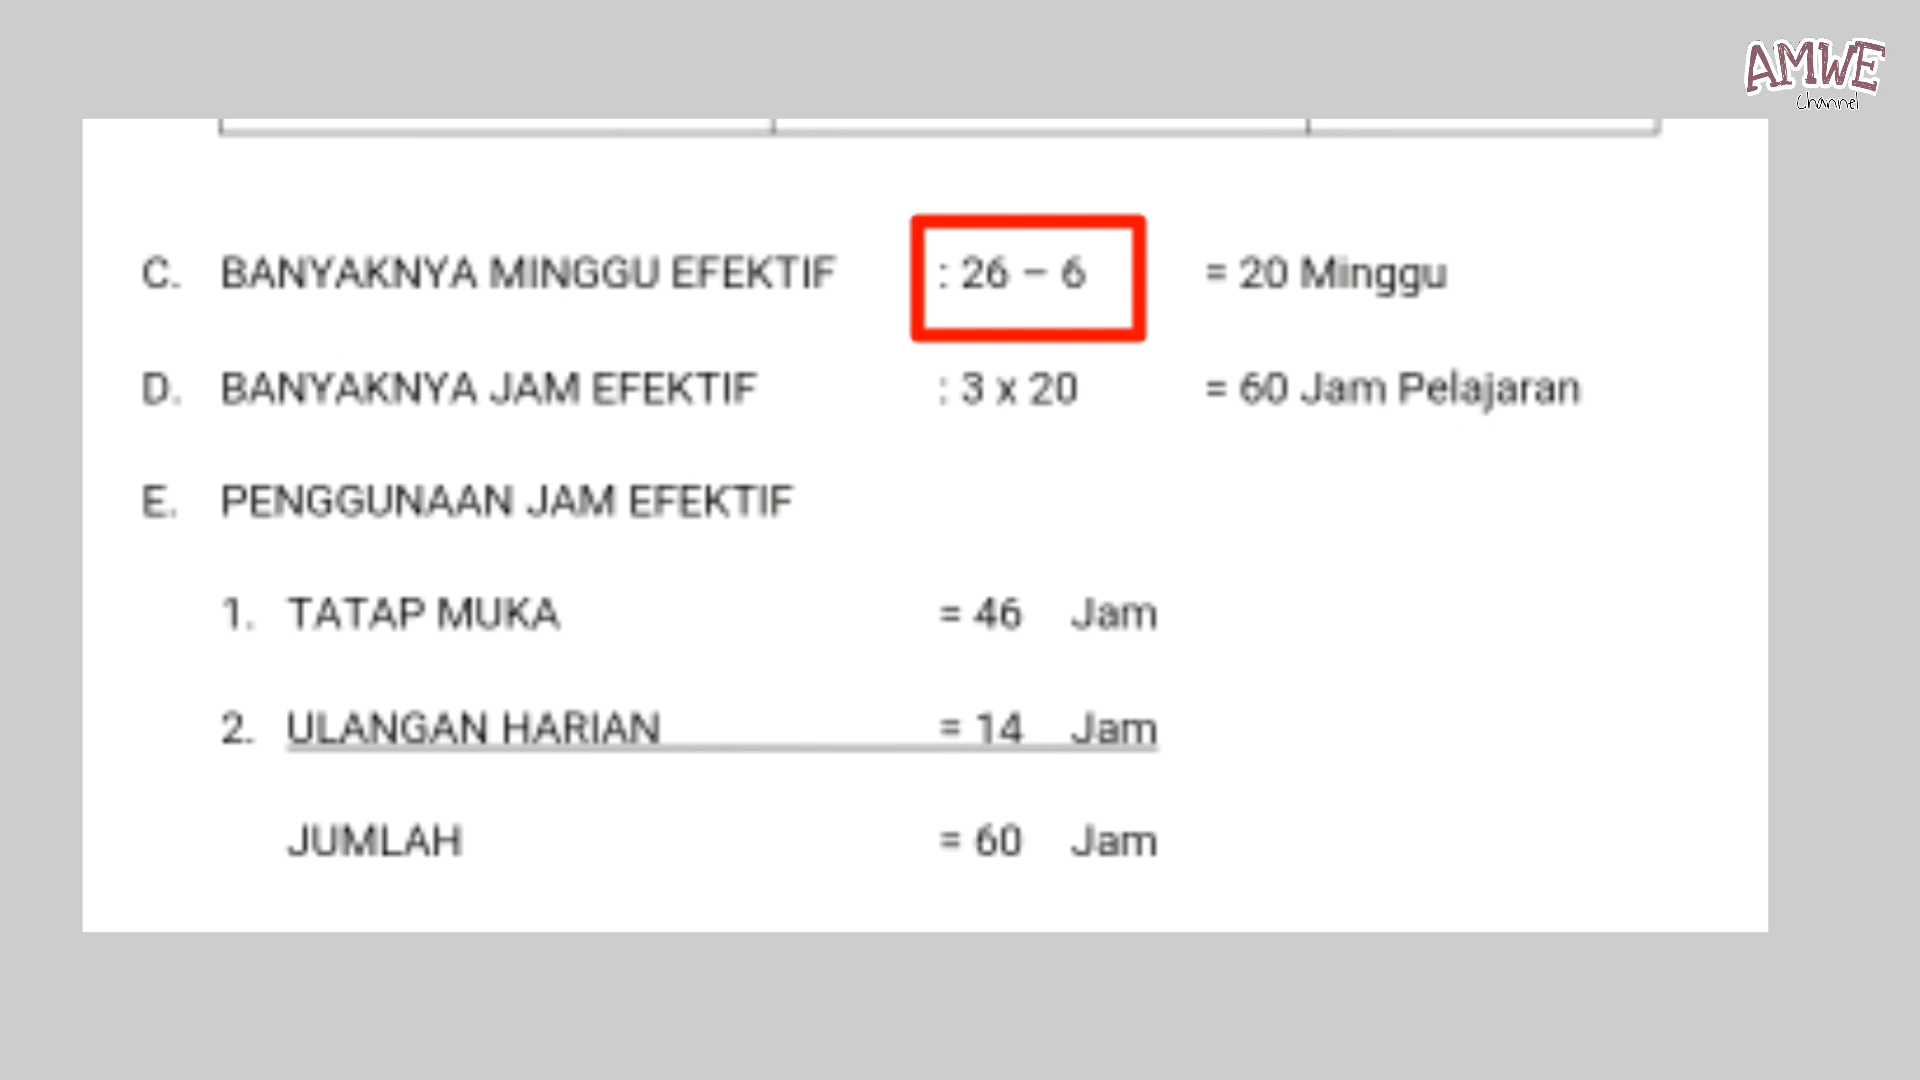 AMWE
Channel
C. BANYAKNYA MINGGU EFEKTIF : 26 – 6 = 20 Minggu
D. BANYAKNYA JAM EFEKTIF : 3 x 20 = 60 Jam Pelajaran
E. PENGGUNAAN JAM EFEKTIF
1. TATAP MUKA = 46 Jam
2. ULANGAN HARIAN = 14 Jam
JUMLAH = 60 Jam